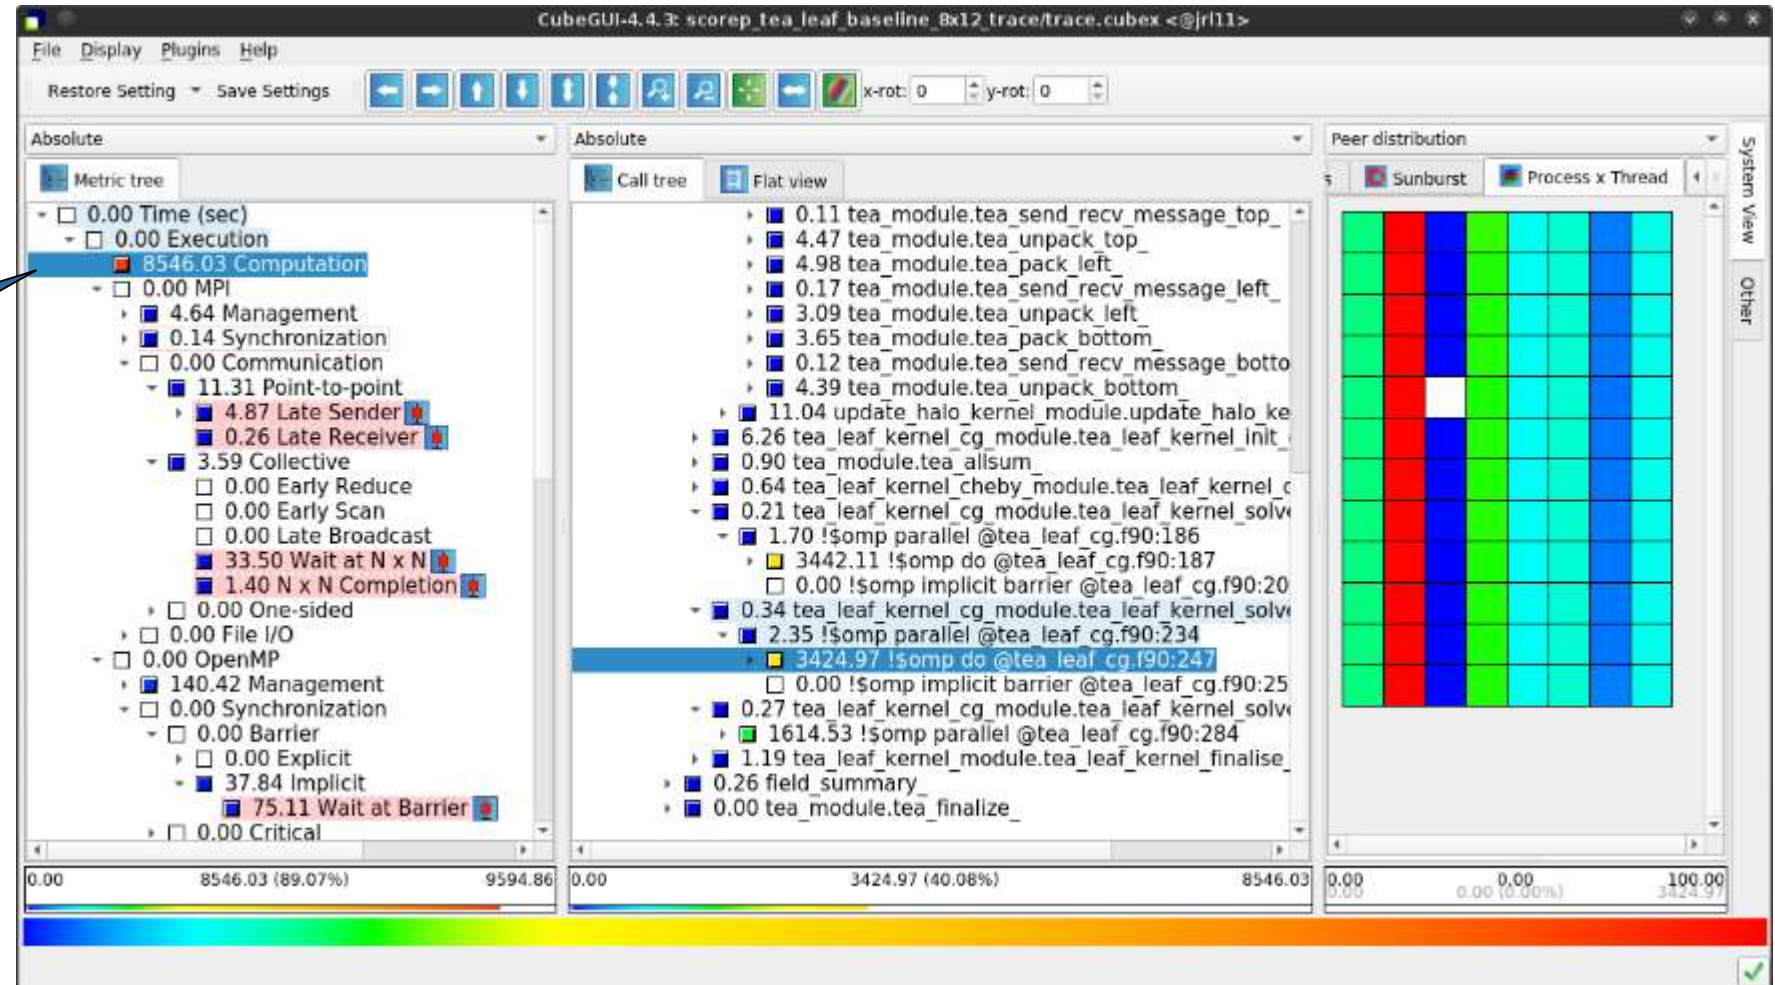 CubeGUI-4.4.3: scorep_tea_leaf_baseline_8x12_trace/trace.cubex <@jrl11>
File Display Plugins Help
Restore Setting Save Settings x-rot: 0 y-rot: 0
Absolute
Metric tree
0.00 Time (sec)
0.00 Execution
8546.03 Computation
0.00 MPI
4.64 Management
0.14 Synchronization
0.00 Communication
11.31 Point-to-point
4.87 Late Sender
0.26 Late Receiver
3.59 Collective
0.00 Early Reduce
0.00 Early Scan
0.00 Late Broadcast
33.50 Wait at N x N
1.40 N x N Completion
0.00 One-sided
0.00 File I/O
0.00 OpenMP
140.42 Management
0.00 Synchronization
0.00 Barrier
0.00 Explicit
37.84 Implicit
75.11 Wait at Barrier
0.00 Critical
0.00 8546.03 (89.07%) 9594.86
Absolute
Call tree Flat view
0.11 tea_module.tea_send_recv_message_top_
4.47 tea_module.tea_unpack_top_
4.98 tea_module.tea_pack_left_
0.17 tea_module.tea_send_recv_message_left_
3.09 tea_module.tea_unpack_left_
3.65 tea_module.tea_pack_bottom_
0.12 tea_module.tea_send_recv_message_botto
4.39 tea_module.tea_unpack_bottom_
11.04 update_halo_kernel_module.update_halo_ke
6.26 tea_leaf_kernel_cg_module.tea_leaf_kernel_init_
0.90 tea_module.tea_allsum_
0.64 tea_leaf_kernel_cheby_module.tea_leaf_kernel_c
0.21 tea_leaf_kernel_cg_module.tea_leaf_kernel_solve
1.70 !$omp parallel @tea_leaf_cg.f90:186
3442.11 !$omp do @tea_leaf_cg.f90:187
0.00 !$omp implicit barrier @tea_leaf_cg.f90:20
0.34 tea_leaf_kernel_cg_module.tea_leaf_kernel_solve
2.35 !$omp parallel @tea_leaf_cg.f90:234
3424.97 !$omp do @tea_leaf_cg.f90:247
0.00 !$omp implicit barrier @tea_leaf_cg.f90:25
0.27 tea_leaf_kernel_cg_module.tea_leaf_kernel_solve
1614.53 !$omp parallel @tea_leaf_cg.f90:284
1.19 tea_leaf_kernel_module.tea_leaf_kernel_finalise_
0.26 field_summary_
0.00 tea_module.tea_finalize_
0.00 3424.97 (40.08%) 8546.03
Peer distribution
s Sunburst Process x Thread
0.00 0.00 100.00
0.00 0.00 (0.00%) 3424.97
System View
Other